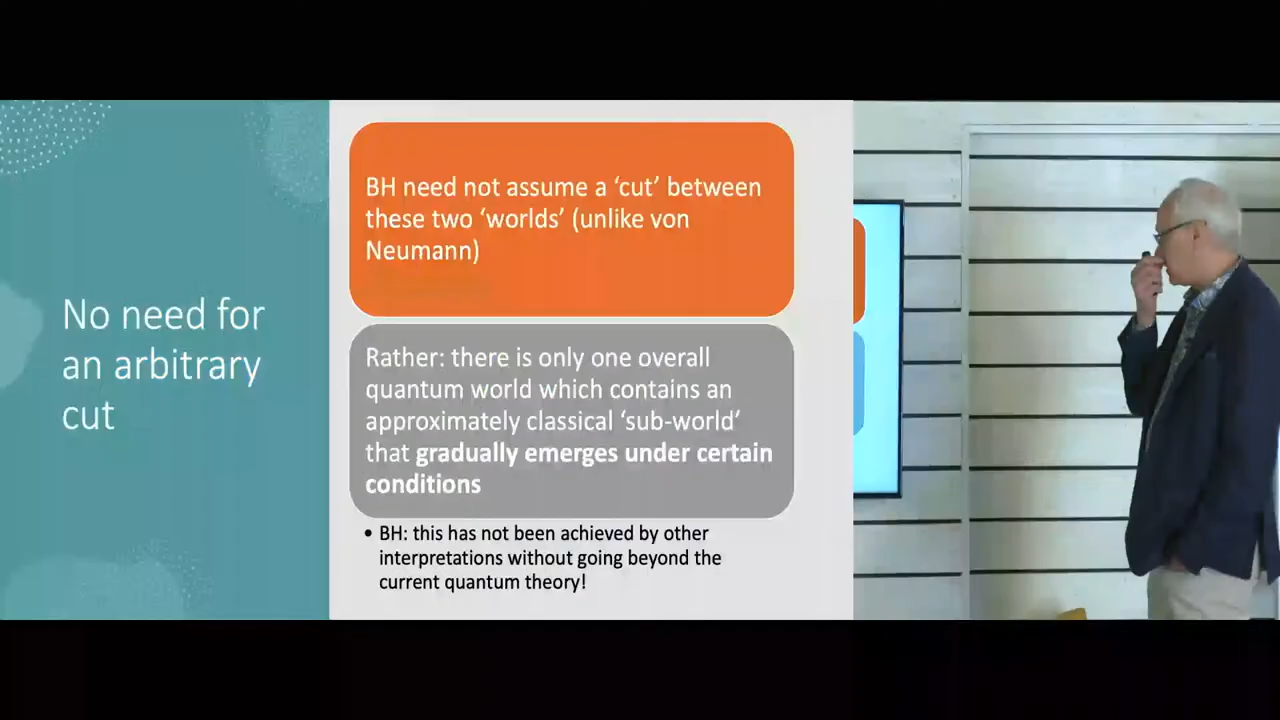 No need for
an arbitrary
cut
BH need not assume a ‘cut’ between
these two ‘worlds’ (unlike von
Neumann)
Rather: there is only one overall
quantum world which contains an
approximately classical ‘sub-world’
that gradually emerges under certain
conditions
• BH: this has not been achieved by other
interpretations without going beyond the
current quantum theory!